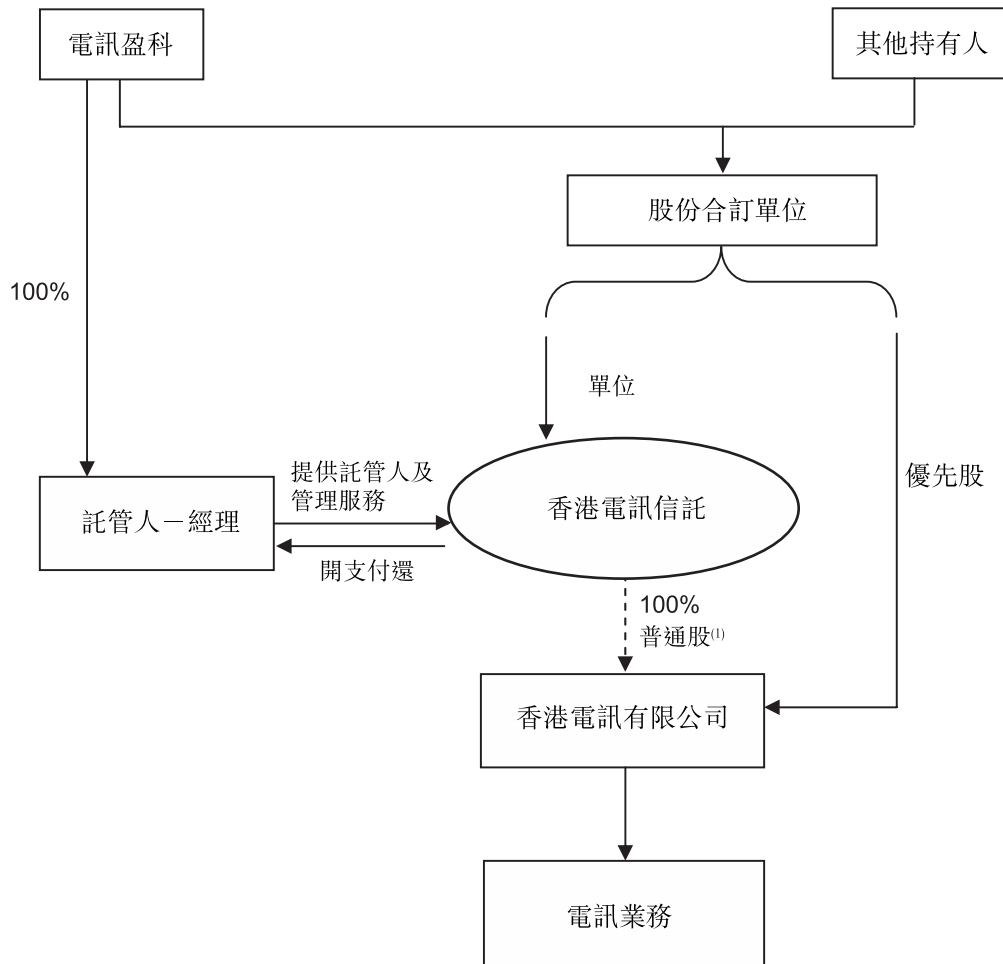 電訊盈科
其他持有人
股份合訂單位
100%
單位
提供託管人及
管理服務
優先股
託管人－經理
香港電訊信託
開支付還
100%
普通股(1)
香港電訊有限公司
電訊業務